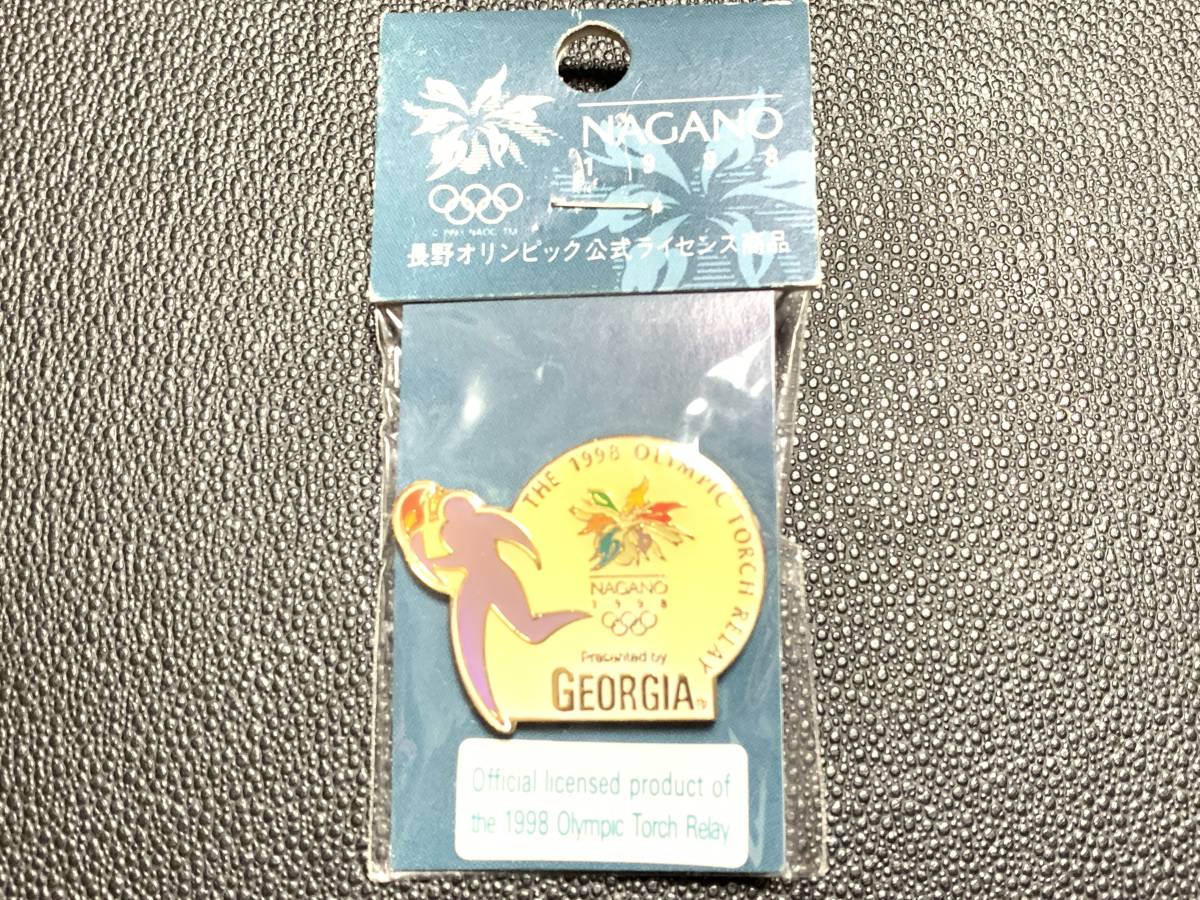 NAGANO
1998
長野オリンピック公式ライセンス商品
THE 1998 OLYMPIC TORCH RELAY
NAGANO
1998
Presented by
GEORGIA
Official licensed product of
the 1998 Olympic Torch Relay